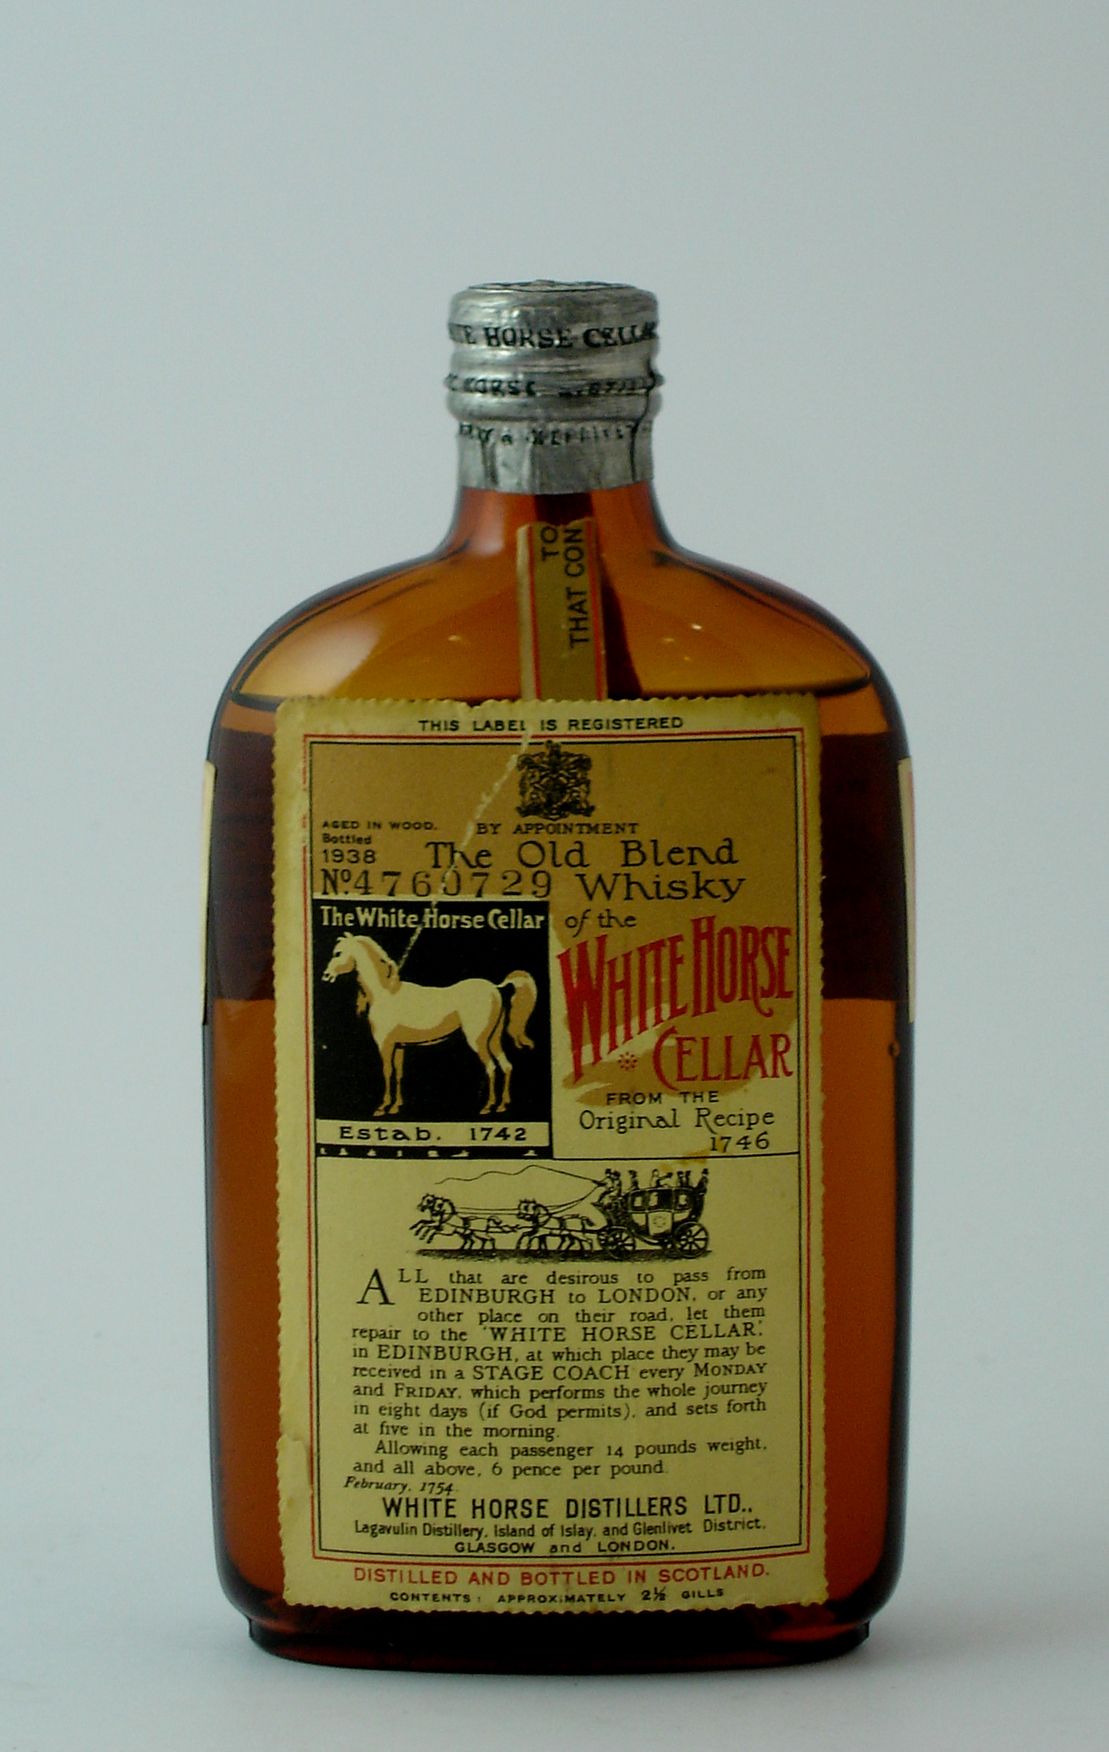 HORSE CELLAR
HORSE
TO
THAT CON
THIS LABEL IS REGISTERED
AGED IN WOOD.
BY APPOINTMENT
Bottled
1938
The Old Blend
No 4760729
Whisky
The White Horse Cellar
of the
WHITE HORSE
CELLAR
FROM THE
Original Recipe
1746
Estab. 1742
ALL that are desirous to pass from
EDINBURGH to LONDON, or any
other place on their road, let them
repair to the 'WHITE HORSE CELLAR,'
in EDINBURGH, at which place they may be
received in a STAGE COACH every MONDAY
and FRIDAY, which performs the whole journey
in eight days (if God permits), and sets forth
at five in the morning.
Allowing each passenger 14 pounds weight,
and all above, 6 pence per pound.
February, 1754.
WHITE HORSE DISTILLERS LTD.,
Lagavulin Distillery, Island of Islay, and Glenlivet District,
GLASGOW and LONDON.
DISTILLED AND BOTTLED IN SCOTLAND.
CONTENTS: APPROXIMATELY 2½ GILLS